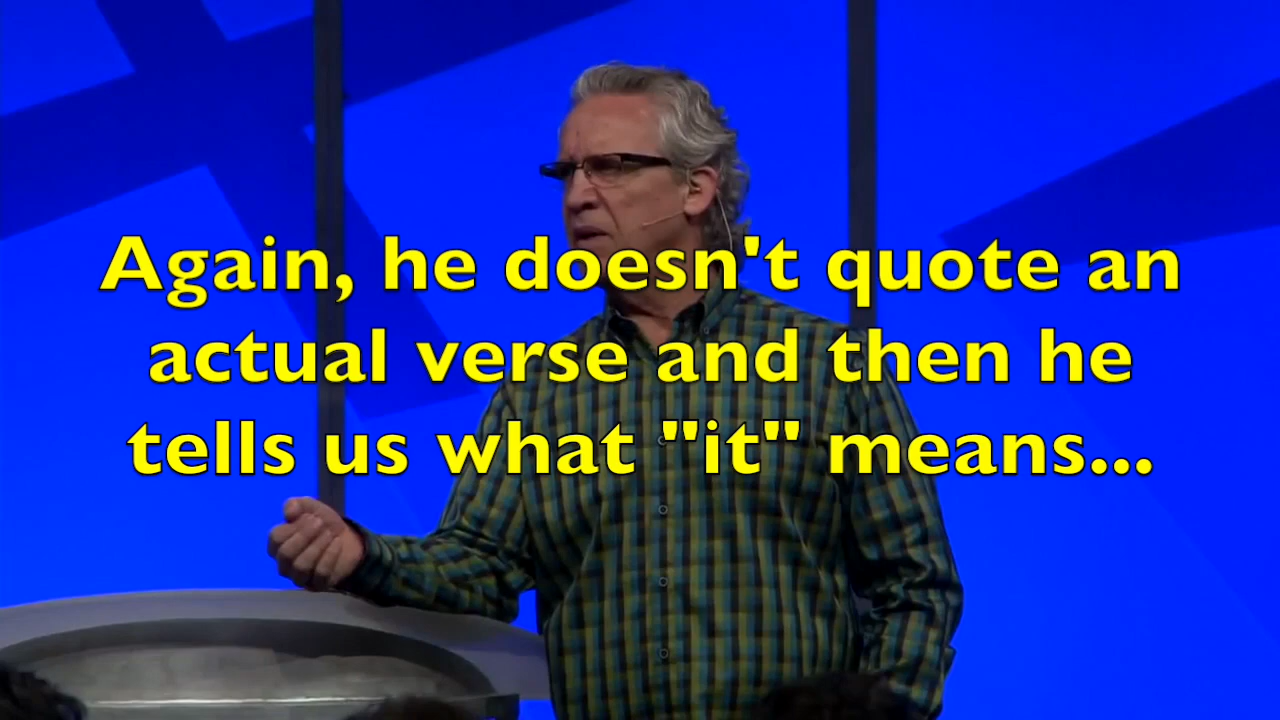 Again, he doesn't quote an
actual verse and then he
tells us what "it" means...